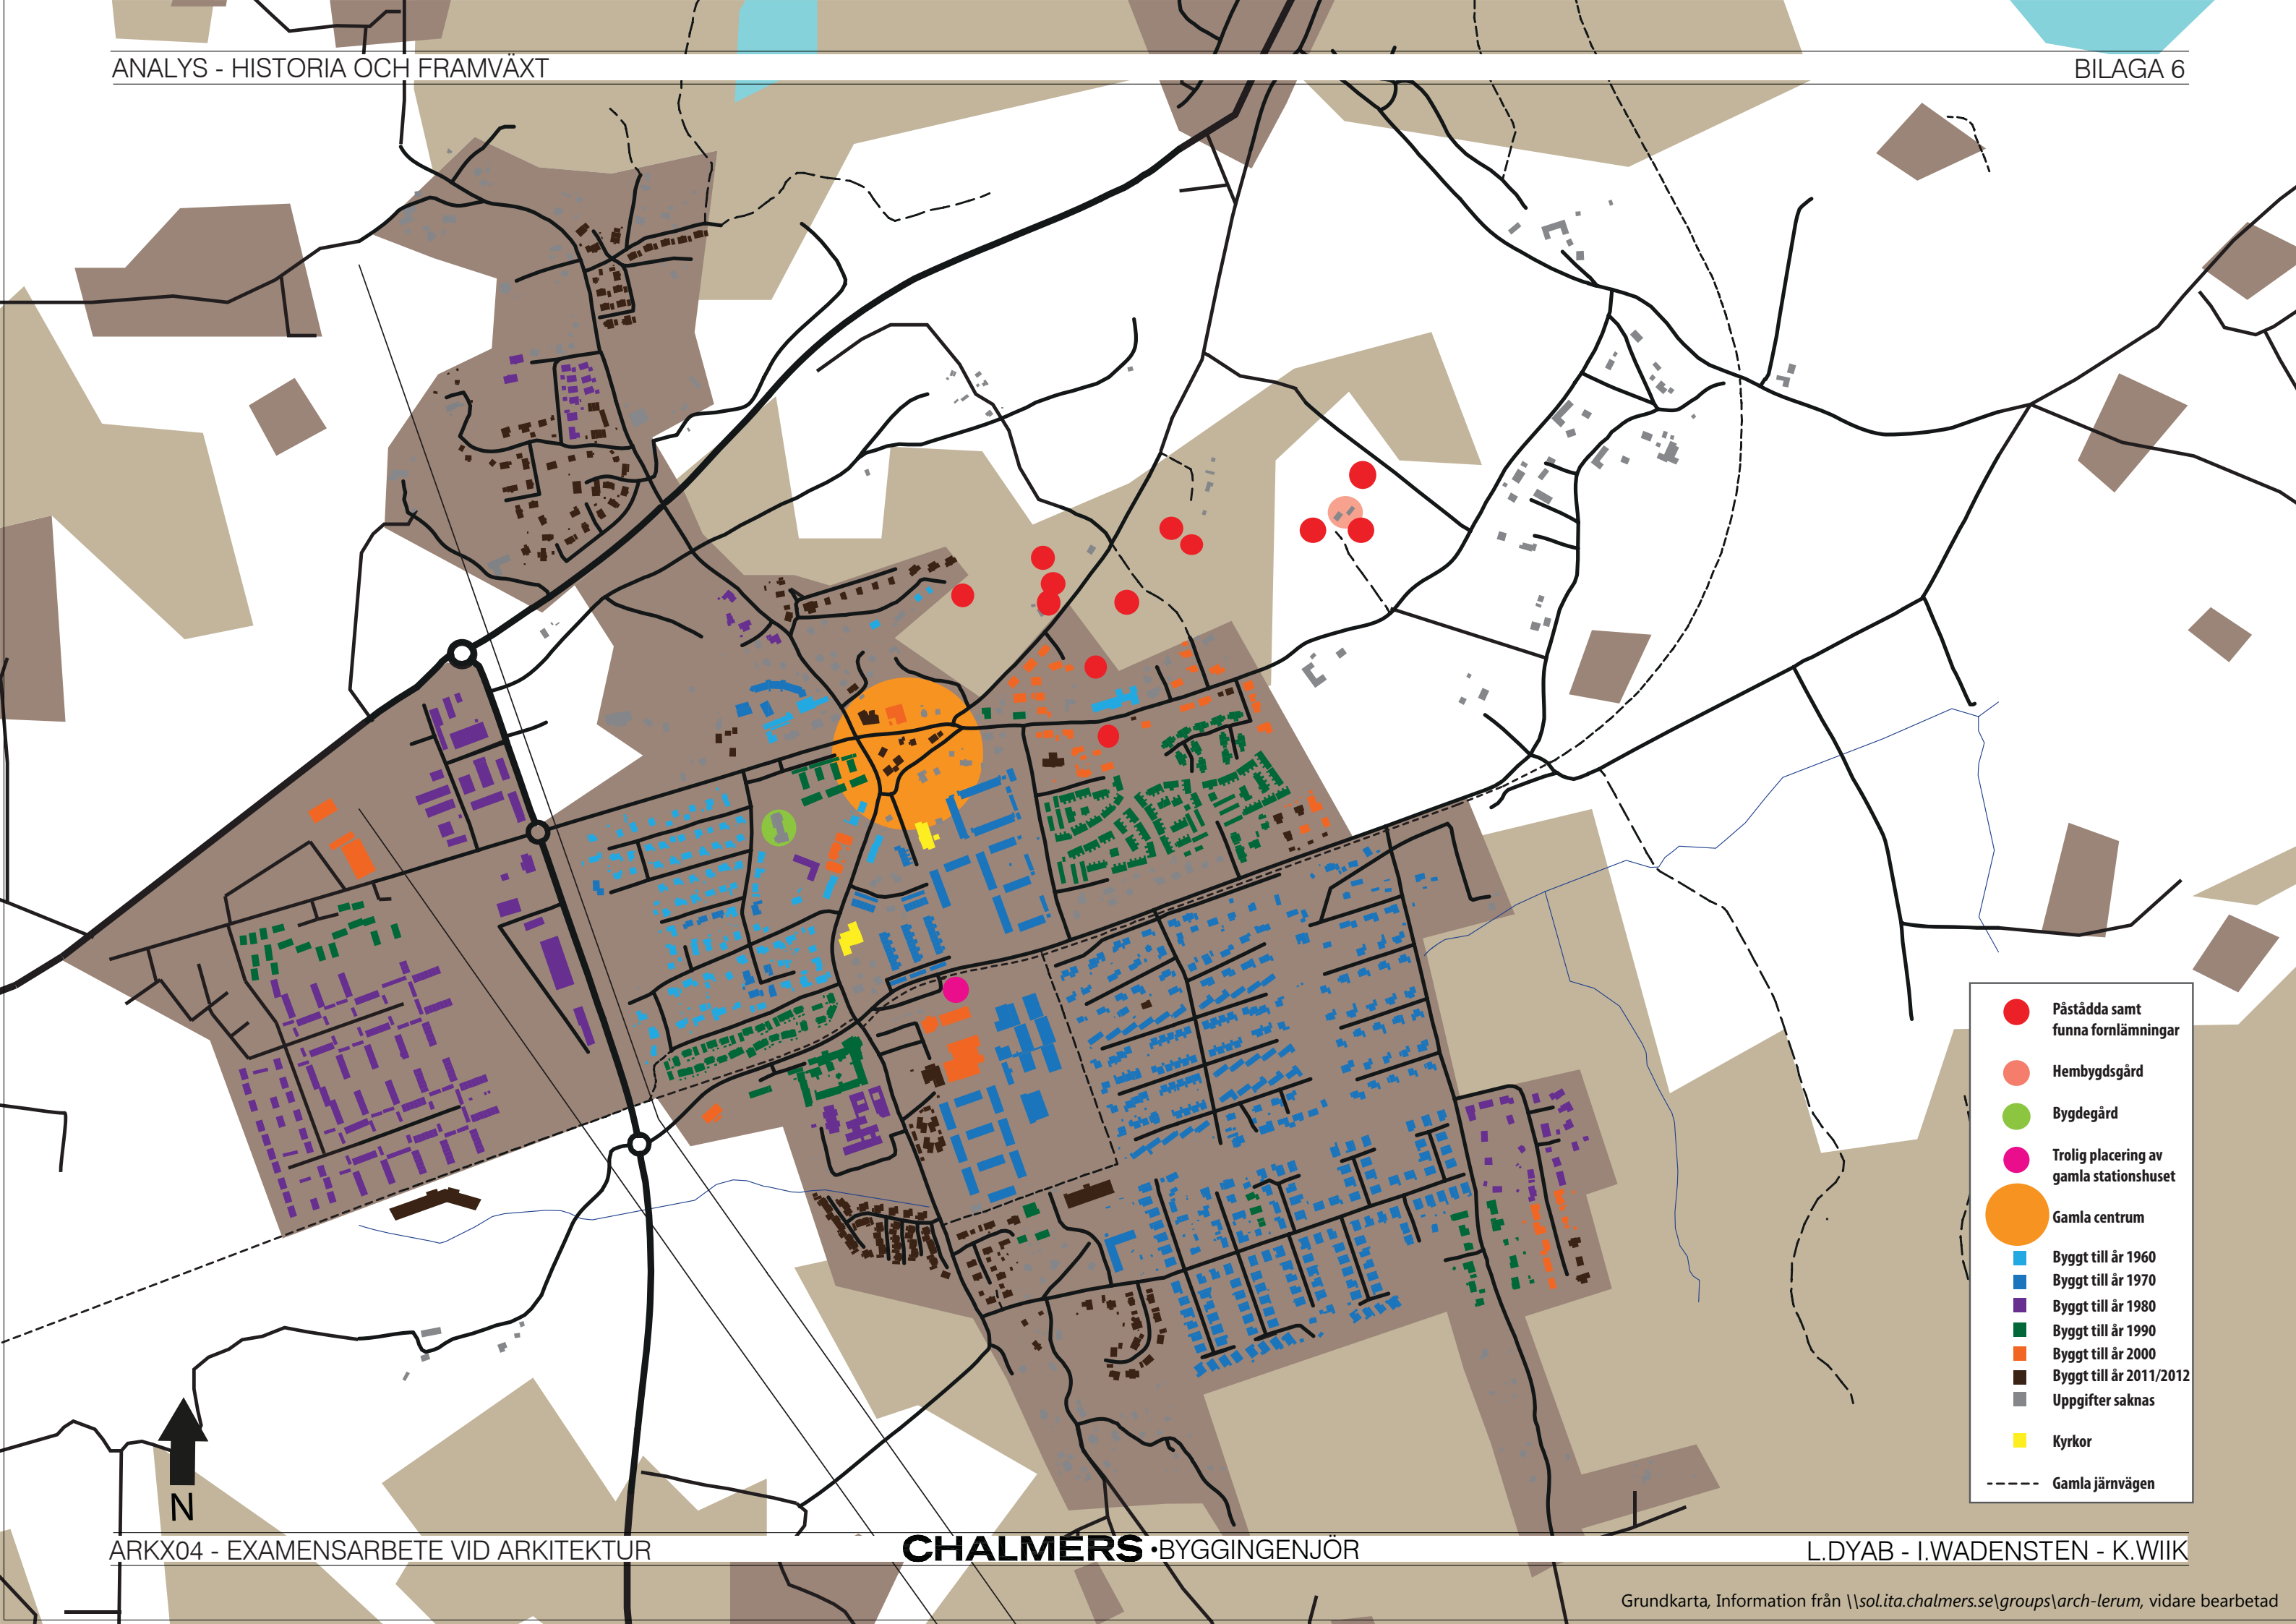 ANALYS - HISTORIA OCH FRAMVÄXT
BILAGA 6
Påstådda samt
funna fornlämningar
Hembygdsgård
Bygdegård
Trolig placering av
gamla stationshuset
Gamla centrum
Byggt till år 1960
Byggt till år 1970
Byggt till år 1980
Byggt till år 1990
Byggt till år 2000
Byggt till år 2011/2012
Uppgifter saknas
Kyrkor
Gamla järnvägen
N
ARKX04 - EXAMENSARBETE VID ARKITEKTUR
CHALMERS •BYGGINGENJÖR
L.DYAB - I.WADENSTEN - K.WIIK
Grundkarta, Information från \\sol.ita.chalmers.se\groups\arch-lerum, vidare bearbetad